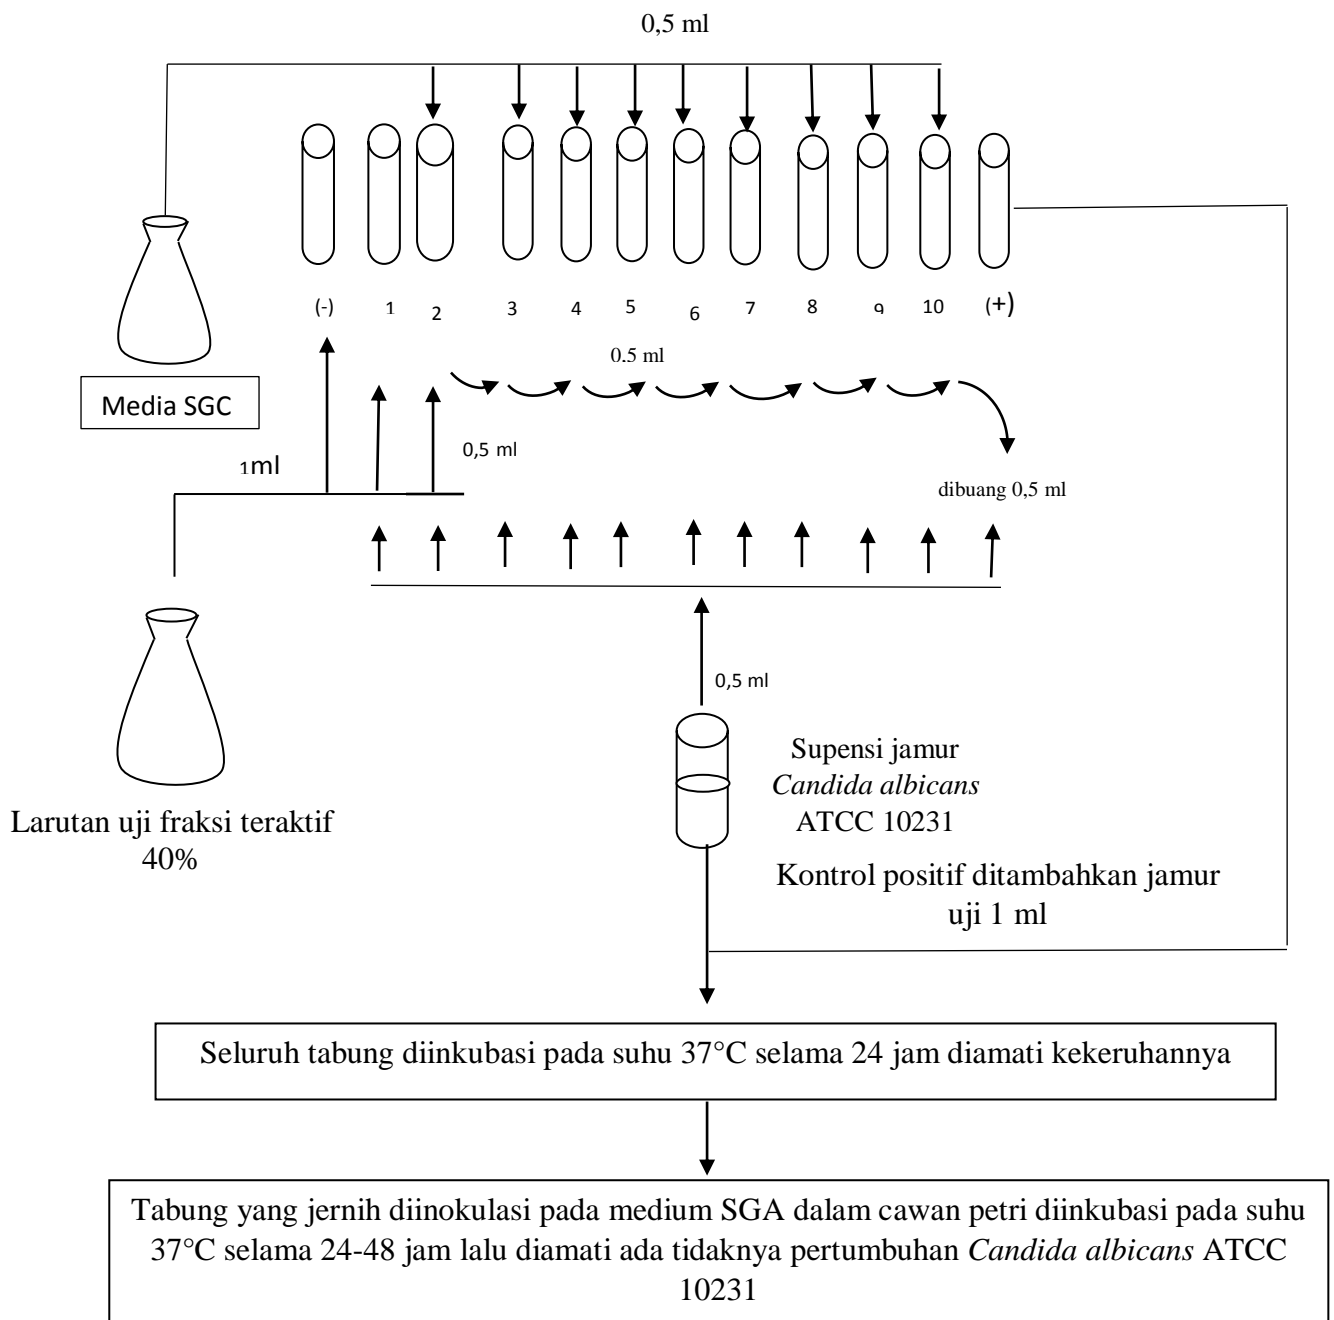 0,5 ml
(-) 1 2 3 4 5 6 7 8 9 10 (+)
0.5 ml
Media SGC
1ml
0,5 ml
dibuang 0,5 ml
0,5 ml
Supensi jamur
Candida albicans
ATCC 10231
Larutan uji fraksi teraktif
40%
Kontrol positif ditambahkan jamur
uji 1 ml
Seluruh tabung diinkubasi pada suhu 37°C selama 24 jam diamati kekeruhannya
Tabung yang jernih diinokulasi pada medium SGA dalam cawan petri diinkubasi pada suhu
37°C selama 24-48 jam lalu diamati ada tidaknya pertumbuhan Candida albicans ATCC
10231